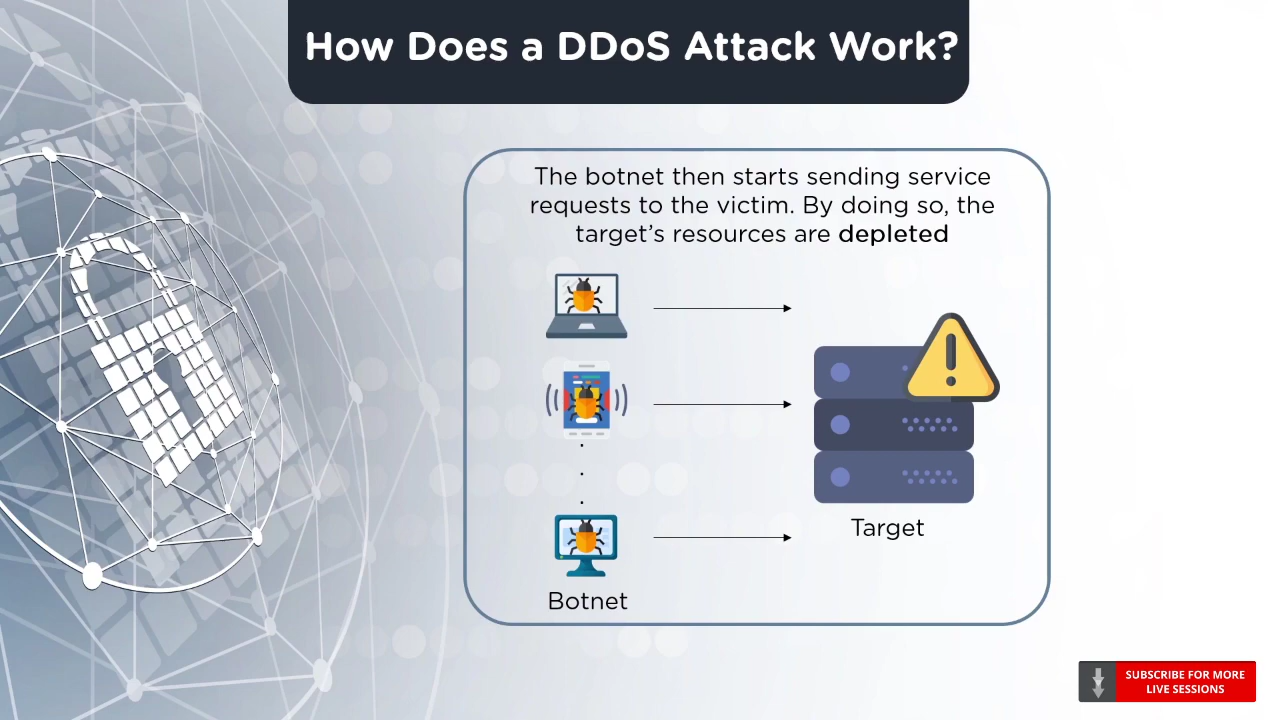 How Does a DDoS Attack Work?
The botnet then starts sending service
requests to the victim. By doing so, the
target’s resources are depleted
Target
Botnet
SUBSCRIBE FOR MORE
LIVE SESSIONS